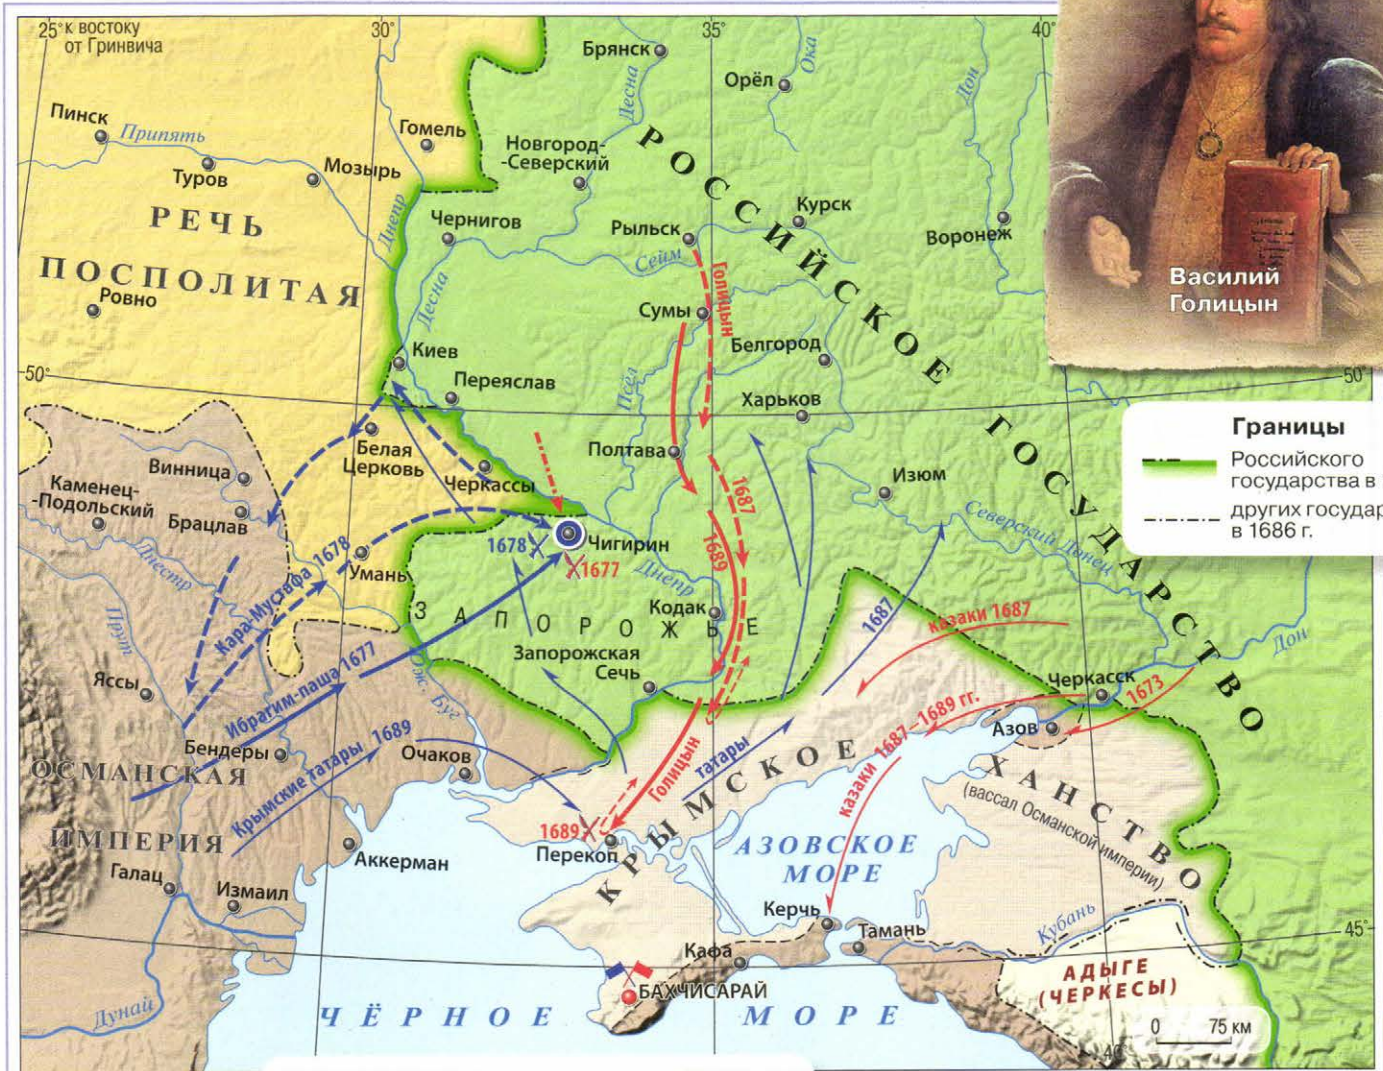 25° к востоку
от Гринвича
30°
35°
40°
Брянск
Десна
Орёл
Ока
Дон
Пинск
Припять
Туров
Мозырь
Гомель
Новгород-
-Северский
Днепр
РЕЧЬ
ПОСПОЛИТАЯ
Ровно
Чернигов
Рыльск
Сейм
Курск
Воронеж
РОССИЙСКОЕ ГОСУДАРСТВО
Василий
Голицын
Десна
Голицын
Сумы
Белгород
Киев
Переяслав
Псёл
Харьков
50°
50
Границы
Российского
государства в
других государ
в 1686 г.
Белая
Церковь
Черкассы
Полтава
Изюм
Винница
Каменец-
-Подольский
Брацлав
Днестр
1687
1689
Северский Донец
1678
Чигирин
1677
Кара-Мустафа 1678
Умань
Днепр
Кодак
ЗАПОРОЖЬЕ
Запорожская
Сечь
1687
казаки 1687
Дон
Прут
Яссы
Ибрагим-паша 1677
Юж. Буг
Черкасск
1673
Азов
казаки 1687–1689 гг.
Бендеры
Очаков
Крымские татары 1689
Голицын
татары
ОСМАНСКАЯ
ИМПЕРИЯ
КРЫМСКОЕ ХАНСТВО
(вассал Османской империи)
1689
Перекоп
АЗОВСКОЕ
МОРЕ
Аккерман
Галац
Измаил
Керчь
Тамань
Кубань
45°
Кафа
АДЫГЕ
(ЧЕРКЕСЫ)
БАХЧИСАРАЙ
Дунай
ЧЁРНОЕ МОРЕ
0 75 км
40